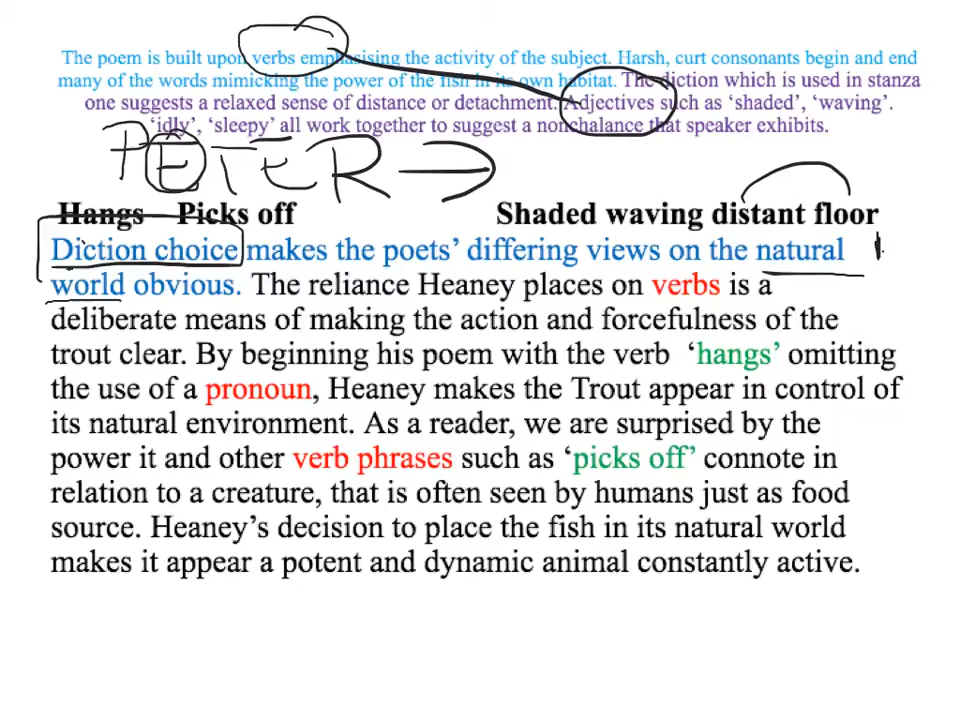 The poem is built upon verbs emphasising the activity of the subject. Harsh, curt consonants begin and end
many of the words mimicking the power of the fish in its own habitat. The diction which is used in stanza
one suggests a relaxed sense of distance or detachment. Adjectives such as ‘shaded’, ‘waving’.
‘idly’, ‘sleepy’ all work together to suggest a nonchalance that speaker exhibits.
PETER
Hangs Picks off Shaded waving distant floor
Diction choice makes the poets’ differing views on the natural
world obvious. The reliance Heaney places on verbs is a
deliberate means of making the action and forcefulness of the
trout clear. By beginning his poem with the verb ‘hangs’ omitting
the use of a pronoun, Heaney makes the Trout appear in control of
its natural environment. As a reader, we are surprised by the
power it and other verb phrases such as ‘picks off’ connote in
relation to a creature, that is often seen by humans just as food
source. Heaney’s decision to place the fish in its natural world
makes it appear a potent and dynamic animal constantly active.